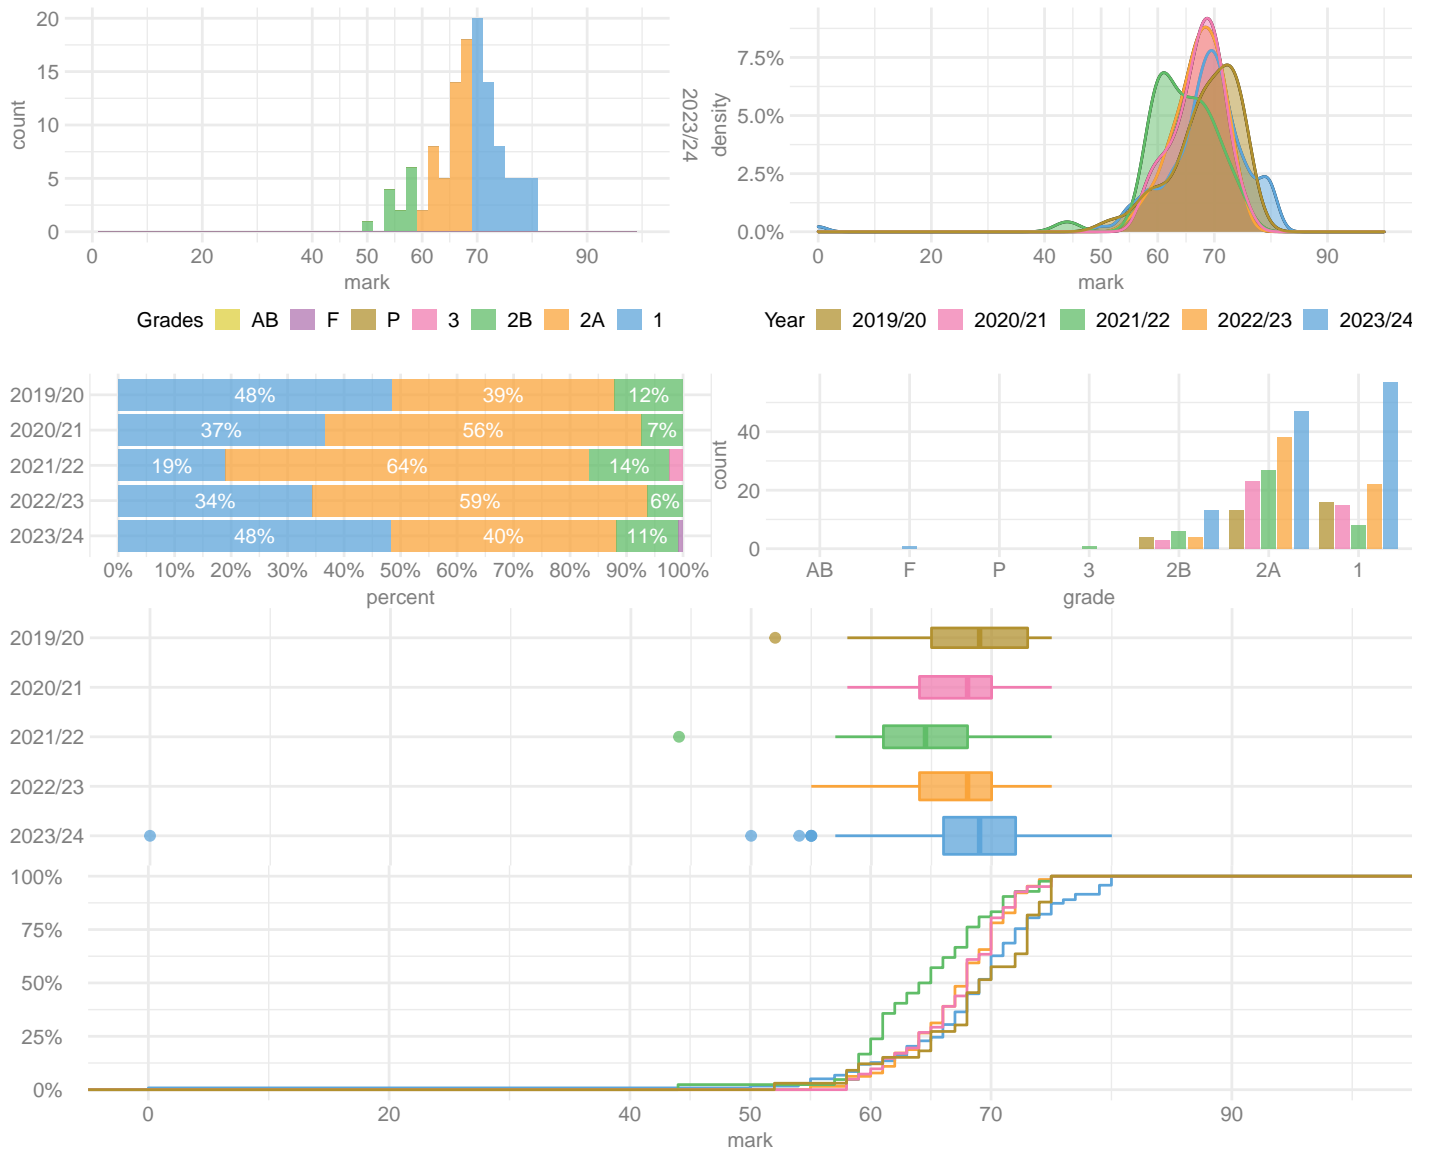 20
15
10
5
0
count
0 20 40 50 60 70 90
mark
2023/24
7.5%
5.0%
2.5%
0.0%
density
0 20 40 50 60 70 90
mark
Grades AB F P 3 2B 2A 1
Year 2019/20 2020/21 2021/22 2022/23 2023/24
2019/20 48% 39% 12%
2020/21 37% 56% 7%
2021/22 19% 64% 14%
2022/23 34% 59% 6%
2023/24 48% 40% 11%
0% 10% 20% 30% 40% 50% 60% 70% 80% 90% 100%
percent
40
20
0
count
AB F P 3 2B 2A 1
grade
2019/20
2020/21
2021/22
2022/23
2023/24
100%
75%
50%
25%
0%
0 20 40 50 60 70 90
mark